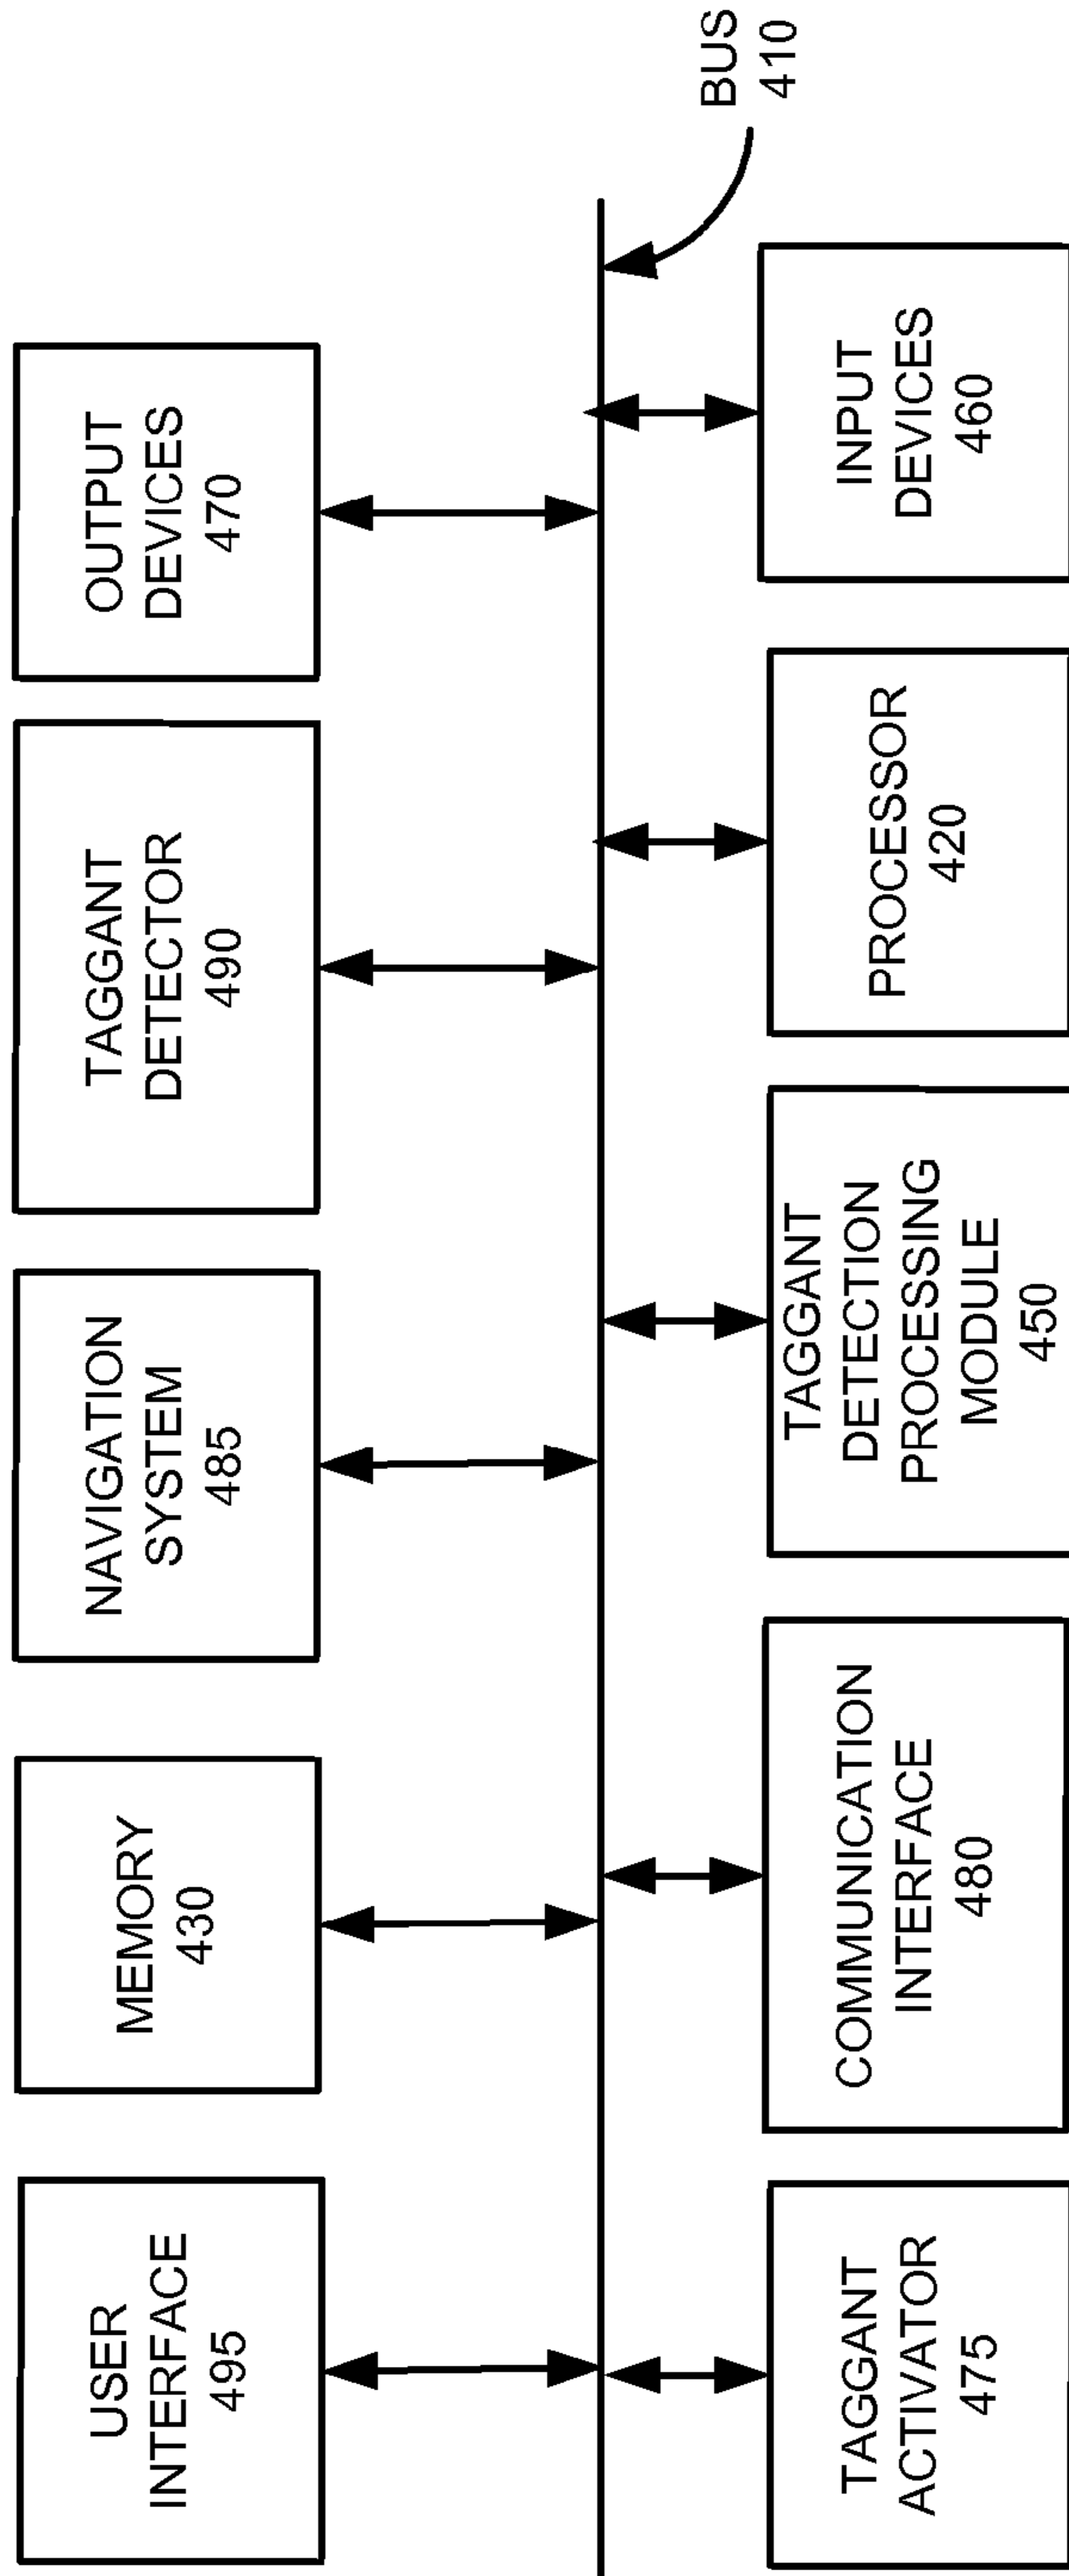 USER
INTERFACE
495
MEMORY
430
NAVIGATION
SYSTEM
485
TAGGANT
DETECTOR
490
OUTPUT
DEVICES
470
BUS
410
TAGGANT
ACTIVATOR
475
COMMUNICATION
INTERFACE
480
TAGGANT
DETECTION
PROCESSING
MODULE
450
PROCESSOR
420
INPUT
DEVICES
460